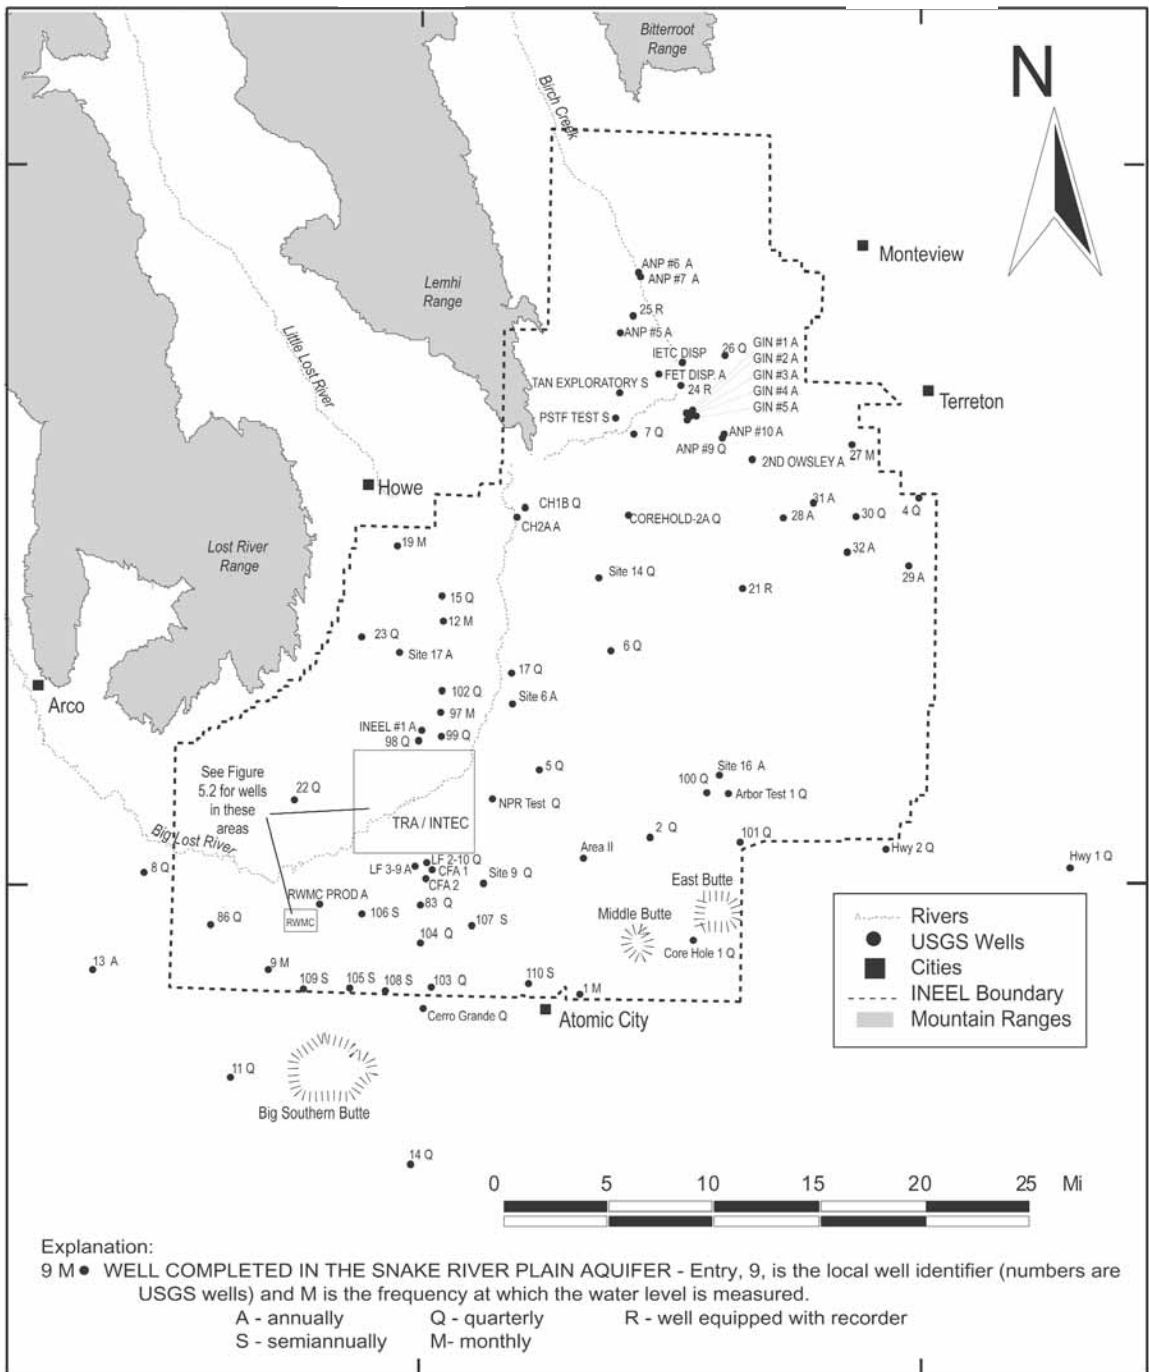 Bitterroot
Range
N
Birch Creek
Monteview
ANP #6 A
ANP #7 A
Lemhi
Range
25 R
ANP #5 A
Little Lost River
IETC DISP
26 Q
GIN #1 A
GIN #2 A
GIN #3 A
GIN #4 A
GIN #5 A
FET DISP. A
TAN EXPLORATORY S
24 R
Terreton
PSTF TEST S
7 Q
ANP #10 A
ANP #9 Q
27 M
2ND OWSLEY A
Howe
CH1B Q
CH2A A
COREHOLD-2A Q
31 A
28 A
30 Q
4 Q
19 M
Lost River
Range
32 A
29 A
Site 14 Q
21 R
15 Q
12 M
23 Q
Site 17 A
6 Q
17 Q
102 Q
Site 6 A
Arco
97 M
INEEL #1 A
99 Q
98 Q
See Figure
5.2 for wells
in these
areas
22 Q
5 Q
Site 16 A
100 Q
Arbor Test 1 Q
NPR Test Q
TRA / INTEC
Big Lost River
2 Q
101 Q
Area II
Hwy 2 Q
Hwy 1 Q
8 Q
LF 2-10 Q
LF 3-9 A
CFA 1
CFA 2
Site 9 Q
East Butte
RWMC PROD A
83 Q
106 S
RWMC
86 Q
107 S
Middle Butte
Core Hole 1 Q
104 Q
13 A
9 M
109 S
105 S
108 S
103 Q
110 S
1 M
Cerro Grande Q
Atomic City
Rivers
USGS Wells
Cities
INEEL Boundary
Mountain Ranges
11 Q
Big Southern Butte
14 Q
0 5 10 15 20 25 Mi
Explanation:
9 M ● WELL COMPLETED IN THE SNAKE RIVER PLAIN AQUIFER - Entry, 9, is the local well identifier (numbers are
USGS wells) and M is the frequency at which the water level is measured.
A - annually Q - quarterly R - well equipped with recorder
S - semiannually M- monthly